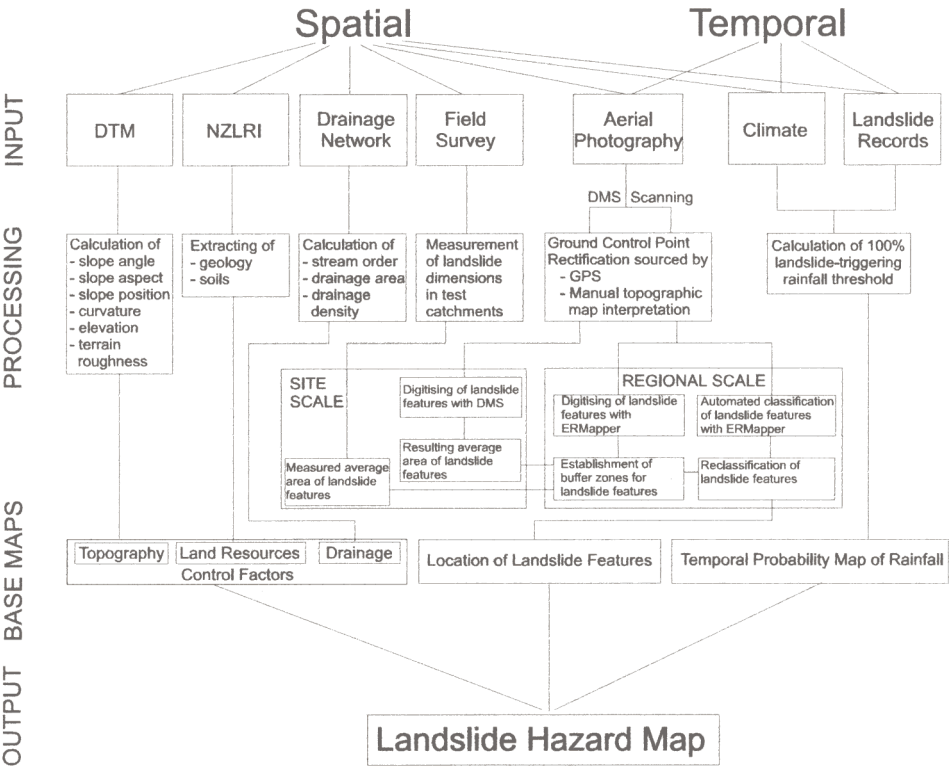 Spatial
Temporal
INPUT
DTM
NZLRI
Drainage
Network
Field
Survey
Aerial
Photography
Climate
Landslide
Records
DMS Scanning
PROCESSING
Calculation of
- slope angle
- slope aspect
- slope position
- curvature
- elevation
- terrain
roughness
Extracting of
- geology
- soils
Calculation of
- stream order
- drainage area
- drainage
density
Measurement
of landslide
dimensions
in test
catchments
Ground Control Point
Rectification sourced by
- GPS
- Manual topographic
map interpretation
Calculation of 100%
landslide-triggering
rainfall threshold
SITE
SCALE
Digitising of landslide
features with DMS
Resulting average
area of landslide
features
Measured average
area of landslide
features
REGIONAL SCALE
Digitising of landslide
features with
ERMapper
Automated classification
of landslide features
with ERMapper
Establishment of
buffer zones for
landslide features
Reclassification of
landslide features
BASE MAPS
Topography
Land Resources
Drainage
Control Factors
Location of Landslide Features
Temporal Probability Map of Rainfall
OUTPUT
Landslide Hazard Map